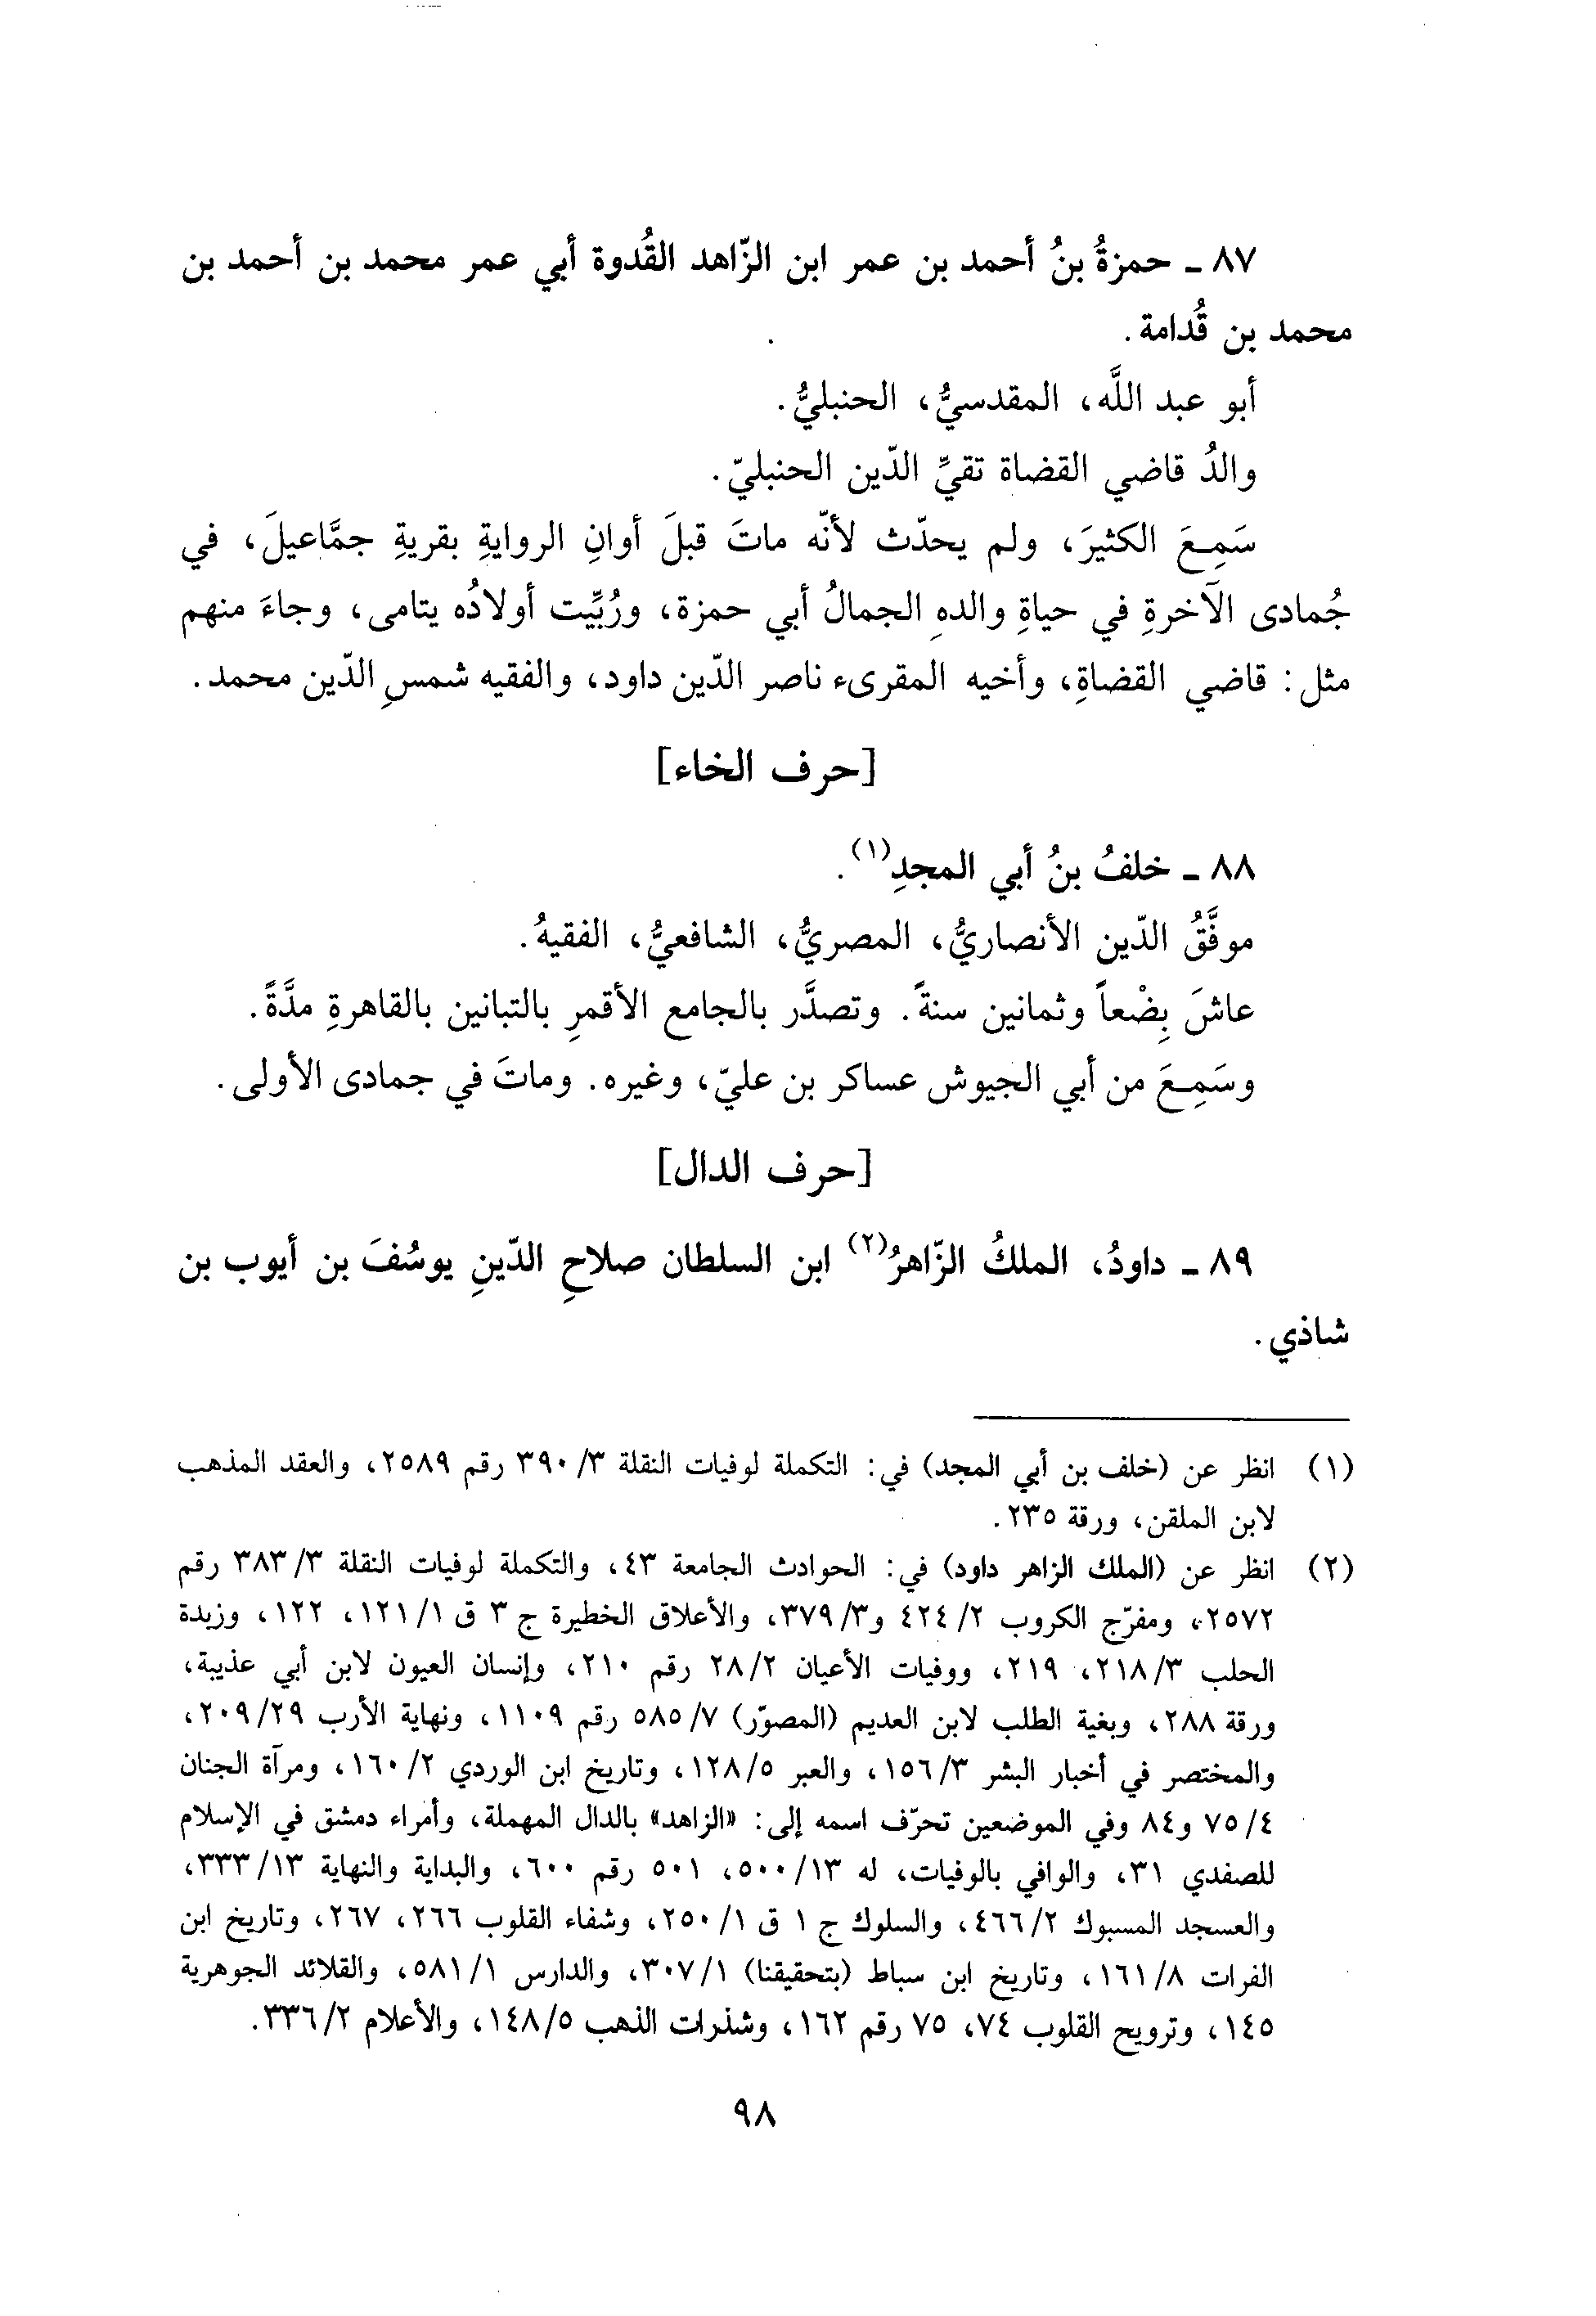 ٨٧ ـ حمزةُ بنُ أحمد بن عمر ابن الزّاهد القُدوة أبي عمر محمد بن أحمد بن
محمد بن قُدامة.
أبو عبد اللَّه، المقدسيُّ، الحنبليُّ.
والدُ قاضي القضاة تقيِّ الدّين الحنبليّ.
سَمِـعَ الكثيرَ، ولم يحدّث لأنّه ماتَ قبلَ أوانِ الروايةِ بقريةِ جمَّاعيلَ، في
جُمادى الآخرةِ في حياةِ والدهِ الجمالُ أبي حمزة، ورُبِّيت أولادُه يتامى، وجاءَ منهم
مثل: قاضي القضاةِ، وأخيه المقرىء ناصر الدّين داود، والفقيه شمسِ الدّين محمد.
[حرف الخاء]
٨٨ ـ خلفُ بنُ أبي المجدِ(١).
موفَّقُ الدّين الأنصاريُّ، المصريُّ، الشافعيُّ، الفقيهُ.
عاشَ بِضْعاً وثمانين سنةً. وتصدَّر بالجامع الأقمرِ بالتبانين بالقاهرةِ مدَّةً.
وسَمِـعَ من أبي الجيوش عساكر بن عليّ، وغيره. وماتَ في جمادى الأولى.
[حرف الدال]
٨٩ ـ داودُ، الملكُ الزّاهرُ(٢) ابن السلطان صلاحِ الدّينِ يوسُفَ بن أيوب بن
شاذي.
(١) انظر عن (خلف بن أبي المجد) في: التكملة لوفيات النقلة ٣/ ٣٩٠ رقم ٢٥٨٩، والعقد المذهب
لابن الملقن، ورقة ٢٣٥.
(٢) انظر عن (الملك الزاهر داود) في: الحوادث الجامعة ٤٣، والتكملة لوفيات النقلة ٣/ ٣٨٣ رقم
٢٥٧٢، ومفرّج الكروب ٢/ ٤٢٤ و٣/ ٣٧٩، والأعلاق الخطيرة ج ٣ ق ١/ ١٢١، ١٢٢، وزبدة
الحلب ٣/ ٢١٨، ٢١٩، ووفيات الأعيان ٢/ ٢٨ رقم ٢١٠، وإنسان العيون لابن أبي عذيبة،
ورقة ٢٨٨، وبغية الطلب لابن العديم (المصوّر) ٧/ ٥٨٥ رقم ١١٠٩، ونهاية الأرب ٢٩/ ٢٠٩،
والمختصر في أخبار البشر ٣/ ١٥٦، والعبر ٥/ ١٢٨، وتاريخ ابن الوردي ٢/ ١٦٠، ومرآة الجنان
٤/ ٧٥ و٨٤ وفي الموضعين تحرّف اسمه إلى: «الزاهد» بالدال المهملة، وأمراء دمشق في الإسلام
للصفدي ٣١، والوافي بالوفيات، له ١٣/ ٥٠٠، ٥٠١ رقم ٦٠٠، والبداية والنهاية ١٣/ ٣٣٣،
والعسجد المسبوك ٢/ ٤٦٦، والسلوك ج ١ ق ١/ ٢٥٠، وشفاء القلوب ٢٦٦، ٢٦٧، وتاريخ ابن
الفرات ٨/ ١٦١، وتاريخ ابن سباط (بتحقيقنا) ١/ ٣٠٧، والدارس ١/ ٥٨١، والقلائد الجوهرية
١٤٥، وترويح القلوب ٧٤، ٧٥ رقم ١٦٢، وشذرات الذهب ٥/ ١٤٨، والأعلام ٢/ ٣٣٦.
٩٨